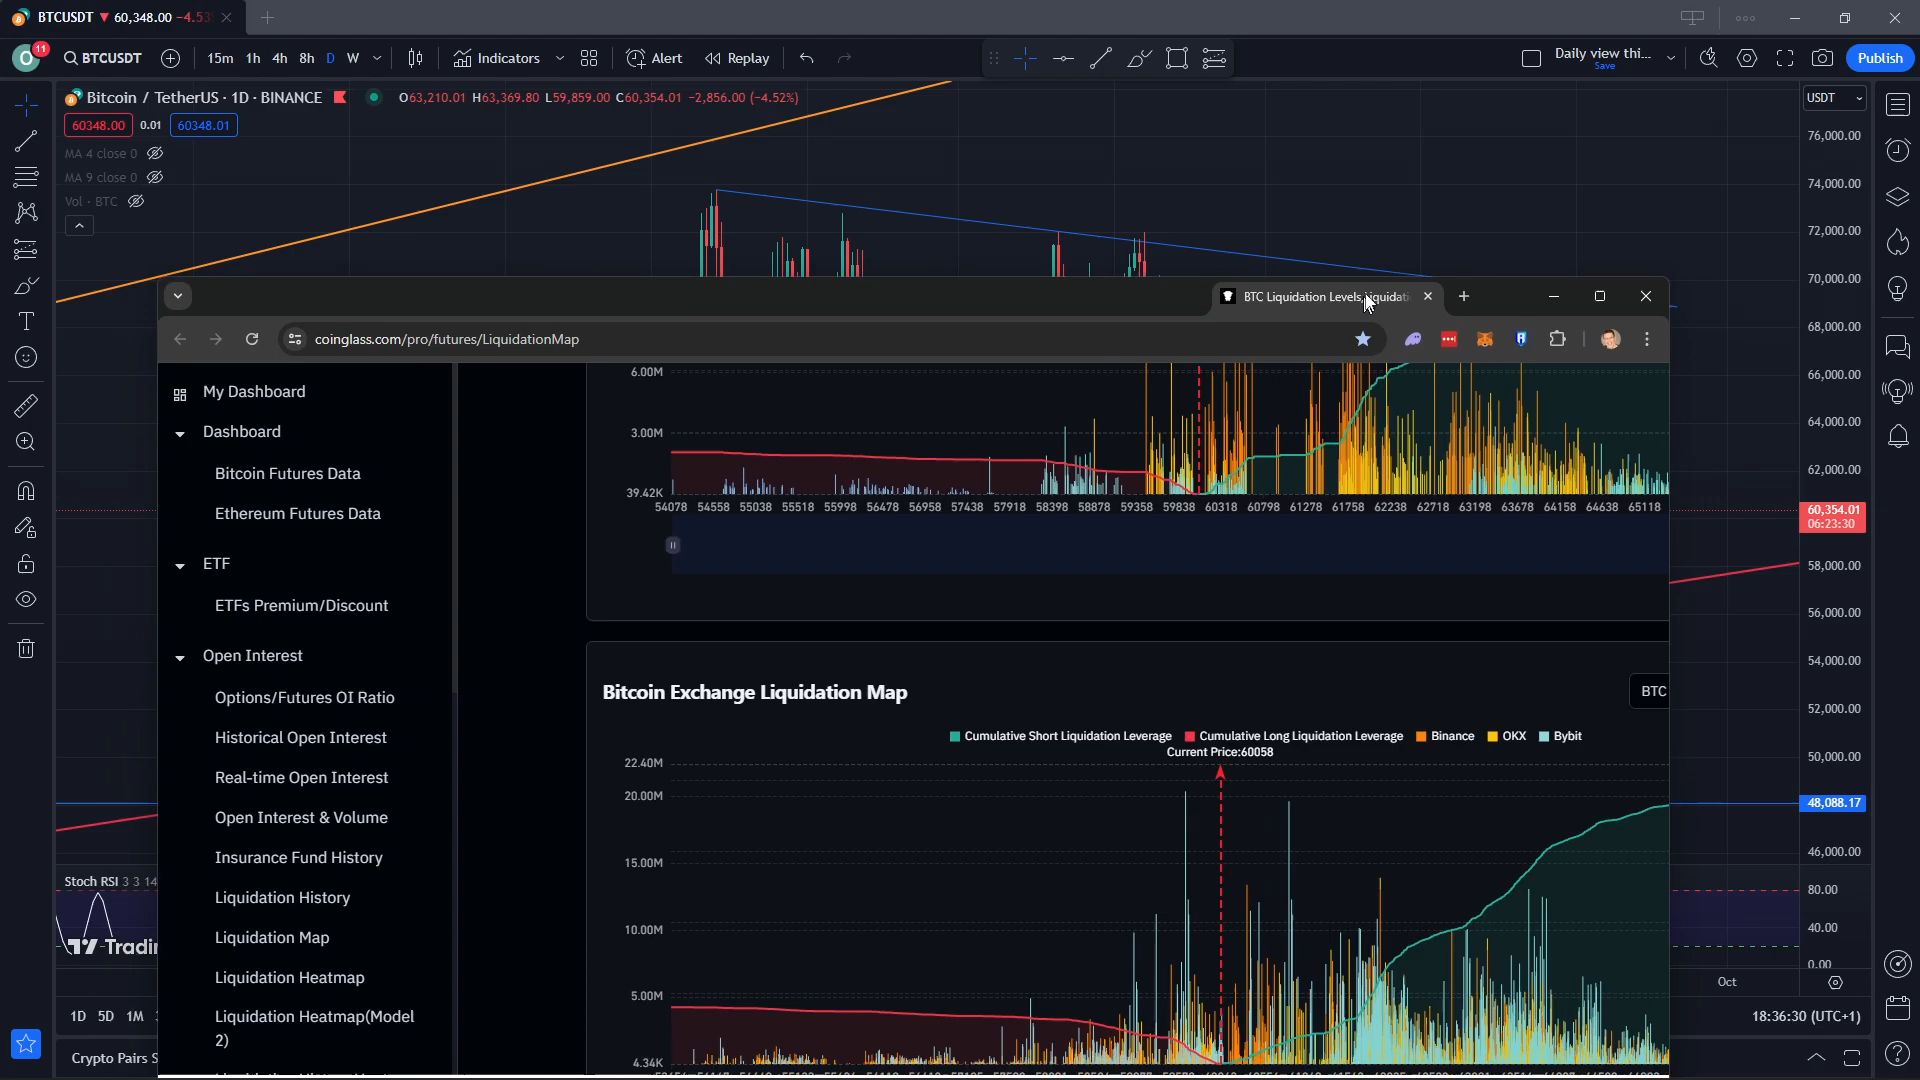 BTCUSDT ▼ 60,348.00 −4.53
11
O
BTCUSDT
15m 1h 4h 8h D W
Indicators
Alert
Replay
Daily view thi...
Save
Publish
Bitcoin / TetherUS · 1D · BINANCE
O63,210.01 H63,369.80 L59,859.00 C60,354.01 −2,856.00 (−4.52%)
60348.00 0.01 60348.01
MA 4 close 0
MA 9 close 0
Vol · BTC
USDT
76,000.00
74,000.00
72,000.00
70,000.00
68,000.00
66,000.00
64,000.00
62,000.00
60,354.01
06:23:30
58,000.00
56,000.00
54,000.00
52,000.00
50,000.00
48,088.17
46,000.00
80.00
40.00
0.00
Oct
18:36:30 (UTC+1)
BTC Liquidation Levels,
coinglass.com/pro/futures/LiquidationMap
My Dashboard
Dashboard
Bitcoin Futures Data
Ethereum Futures Data
ETF
ETFs Premium/Discount
Open Interest
Options/Futures OI Ratio
Historical Open Interest
Real-time Open Interest
Open Interest & Volume
Insurance Fund History
Liquidation History
Liquidation Map
Liquidation Heatmap
Liquidation Heatmap(Model
2)
6.00M
3.00M
39.42K
54078 54558 55038 55518 55998 56478 56958 57438 57918 58398 58878 59358 59838 60318 60798 61278 61758 62238 62718 63198 63678 64158 64638 65118
Bitcoin Exchange Liquidation Map
BTC
Cumulative Short Liquidation Leverage Cumulative Long Liquidation Leverage Binance OKX Bybit
Current Price:60058
22.40M
20.00M
15.00M
10.00M
5.00M
4.34K
Stoch RSI 3 3 14
Tradin
1D 5D 1M
Crypto Pairs S